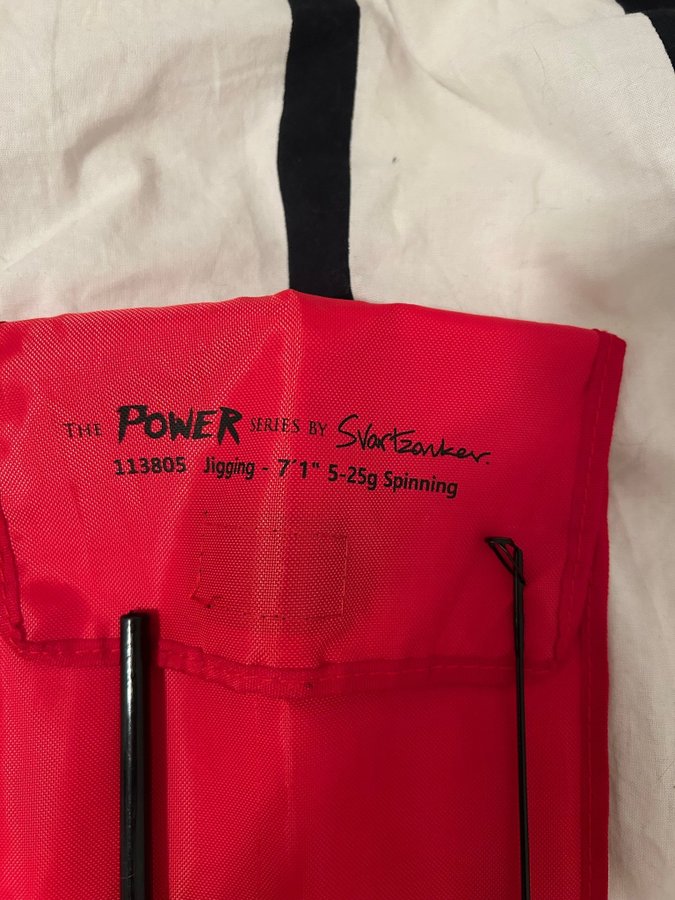 THE POWER SERIES BY Svartzonker.
113805 Jigging - 7´1" 5-25g Spinning